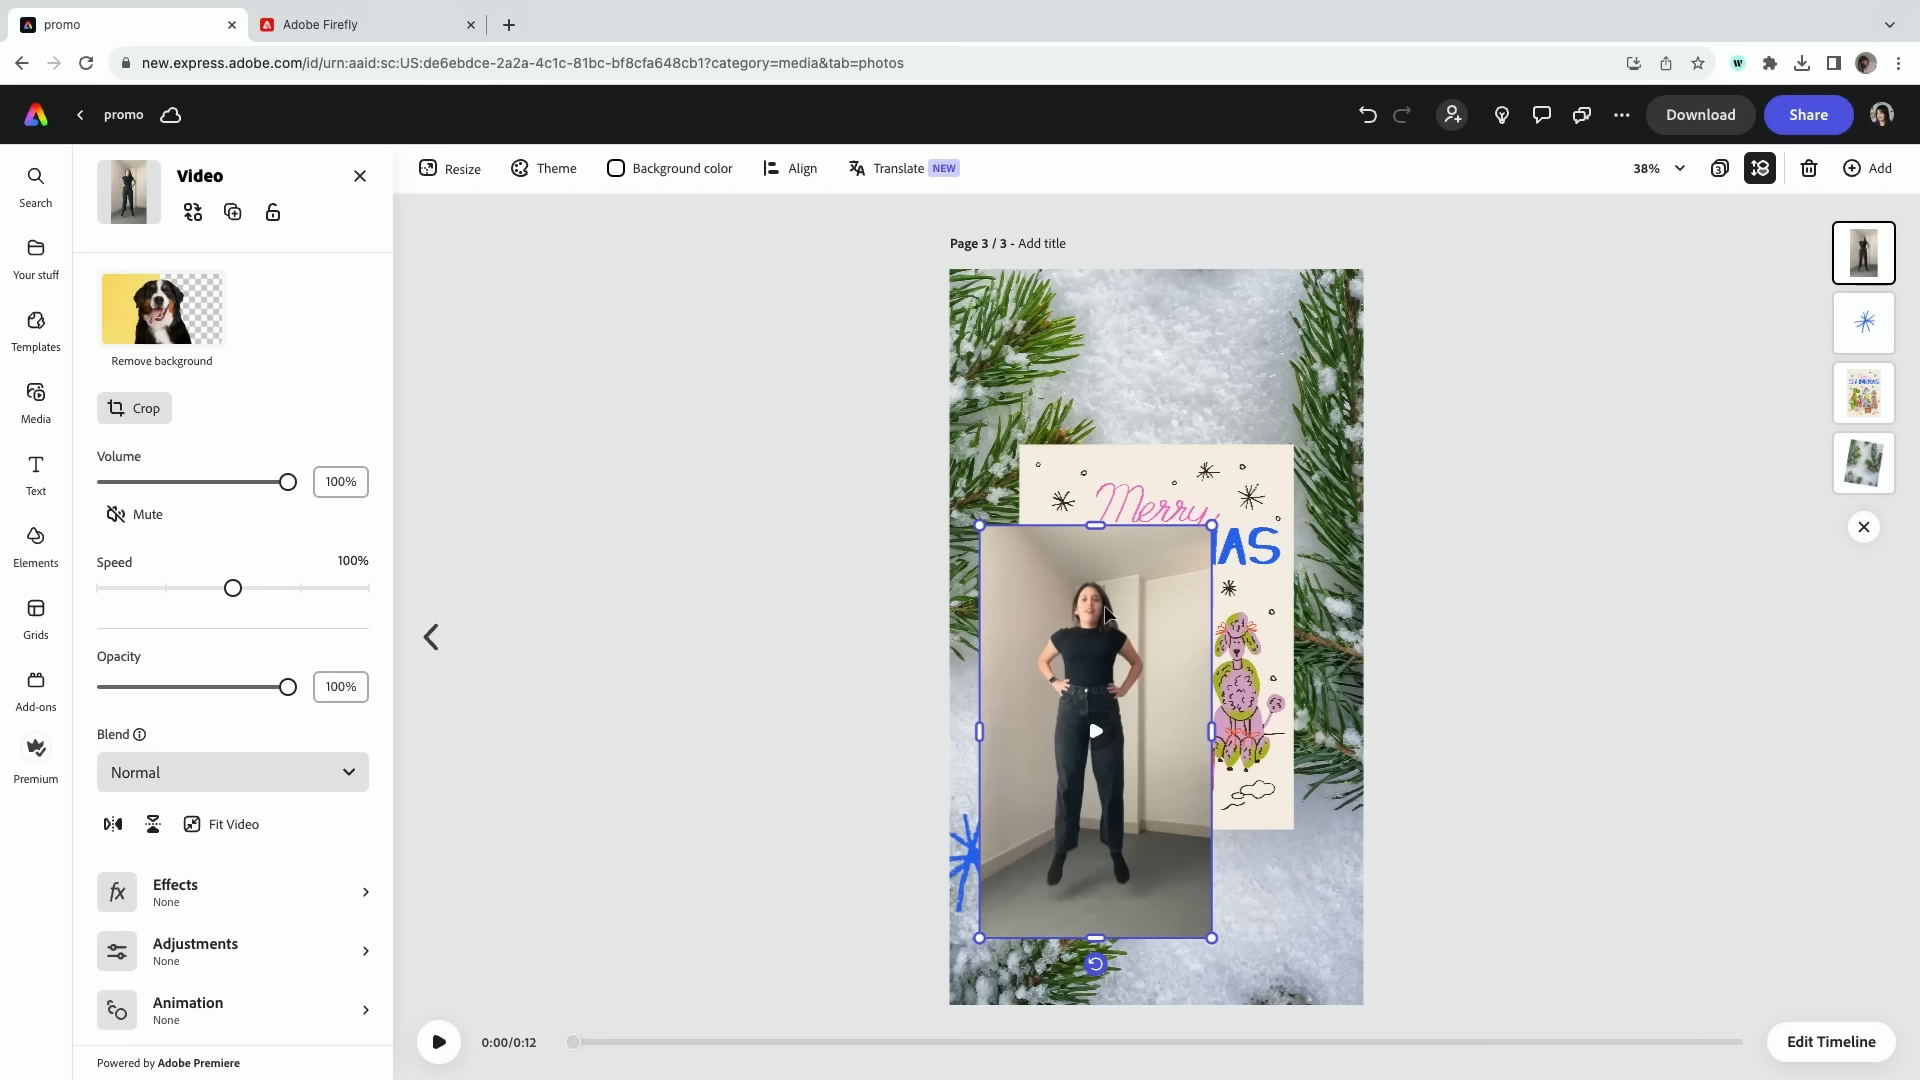 promo
Adobe Firefly
new.express.adobe.com/id/urn:aaid:sc:US:de6ebdce-2a2a-4c1c-81bc-bf8cfa648cb1?category=media&tab=photos
promo
Download
Share
Search
Your stuff
Templates
Media
Text
Elements
Grids
Add-ons
Premium
Video
Remove background
Crop
Volume
100%
Mute
Speed
100%
Opacity
100%
Blend
Normal
Fit Video
Effects
None
Adjustments
None
Animation
None
Powered by Adobe Premiere
Resize
Theme
Background color
Align
Translate NEW
38%
3
Add
Page 3 / 3 - Add title
Merry
MAS
0:00/0:12
Edit Timeline